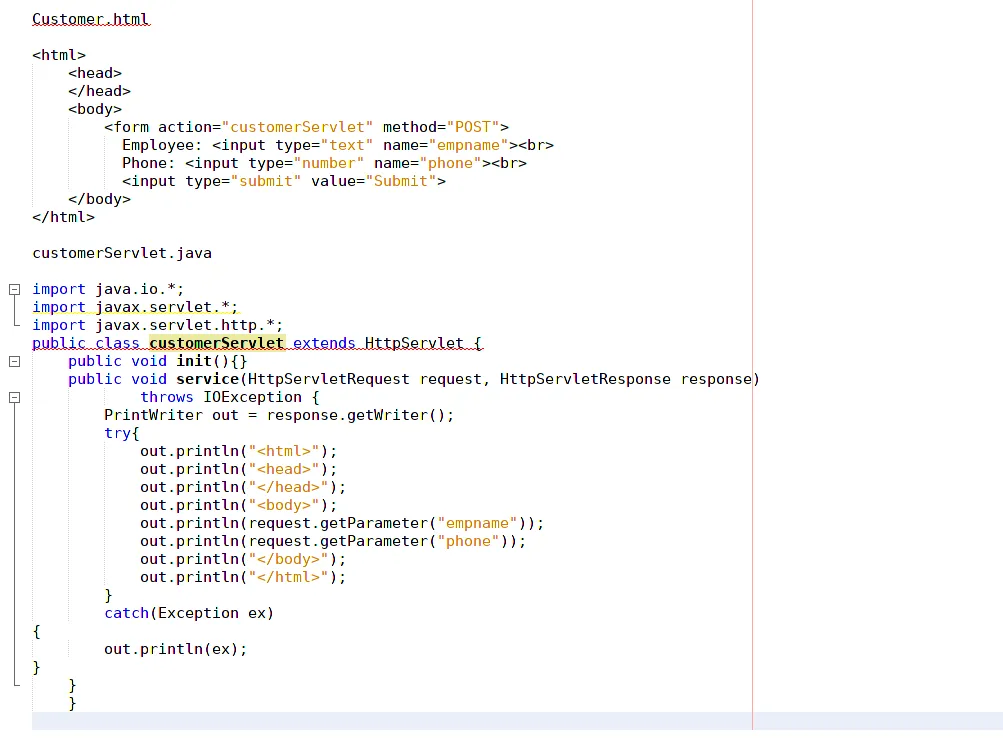 Customer.html
<html>
<head>
</head>
<body>
<form action="customerServlet" method="POST">
Employee: <input type="text" name="empname"><br>
Phone: <input type="number" name="phone"><br>
<input type="submit" value="Submit">
</body>
</html>
customerServlet.java
import java.io.*;
import javax.servlet.*;
import javax.servlet.http.*;
public class customerServlet extends HttpServlet {
public void init(){}
public void service(HttpServletRequest request, HttpServletResponse response)
throws IOException {
PrintWriter out = response.getWriter();
try{
out.println("<html>");
out.println("<head>");
out.println("</head>");
out.println("<body>");
out.println(request.getParameter("empname"));
out.println(request.getParameter("phone"));
out.println("</body>");
out.println("</html>");
}
catch(Exception ex)
{
out.println(ex);
}
}
}